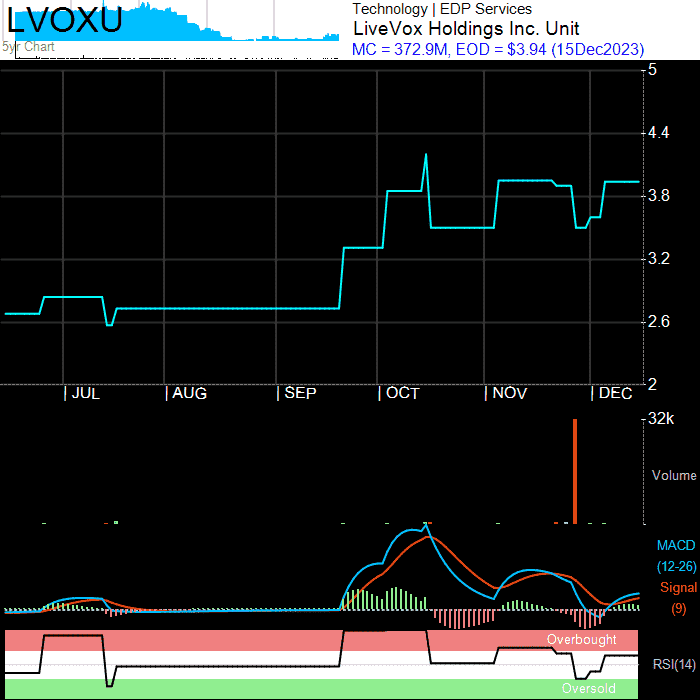 LVOXU
5yr Chart
Technology | EDP Services
LiveVox Holdings Inc. Unit
MC = 372.9M, EOD = $3.94 (15Dec2023)
5
4.4
3.8
3.2
2.6
2
| JUL | AUG | SEP | OCT | NOV | DEC
32k
Volume
MACD
(12-26)
Signal
(9)
Overbought
RSI(14)
Oversold